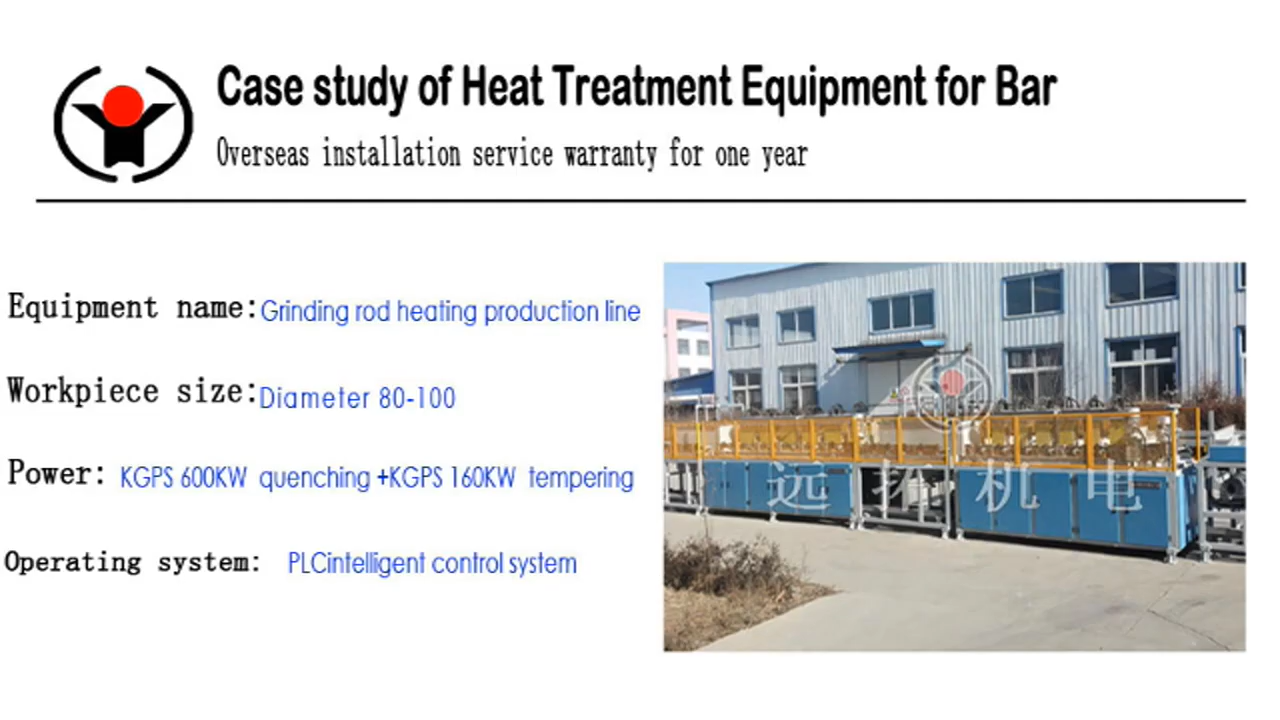 Case study of Heat Treatment Equipment for Bar
Overseas installation service warranty for one year
Equipment name: Grinding rod heating production line
Workpiece size: Diameter 80-100
Power: KGPS 600KW quenching +KGPS 160KW tempering
Operating system: PLCintelligent control system
远拓机电